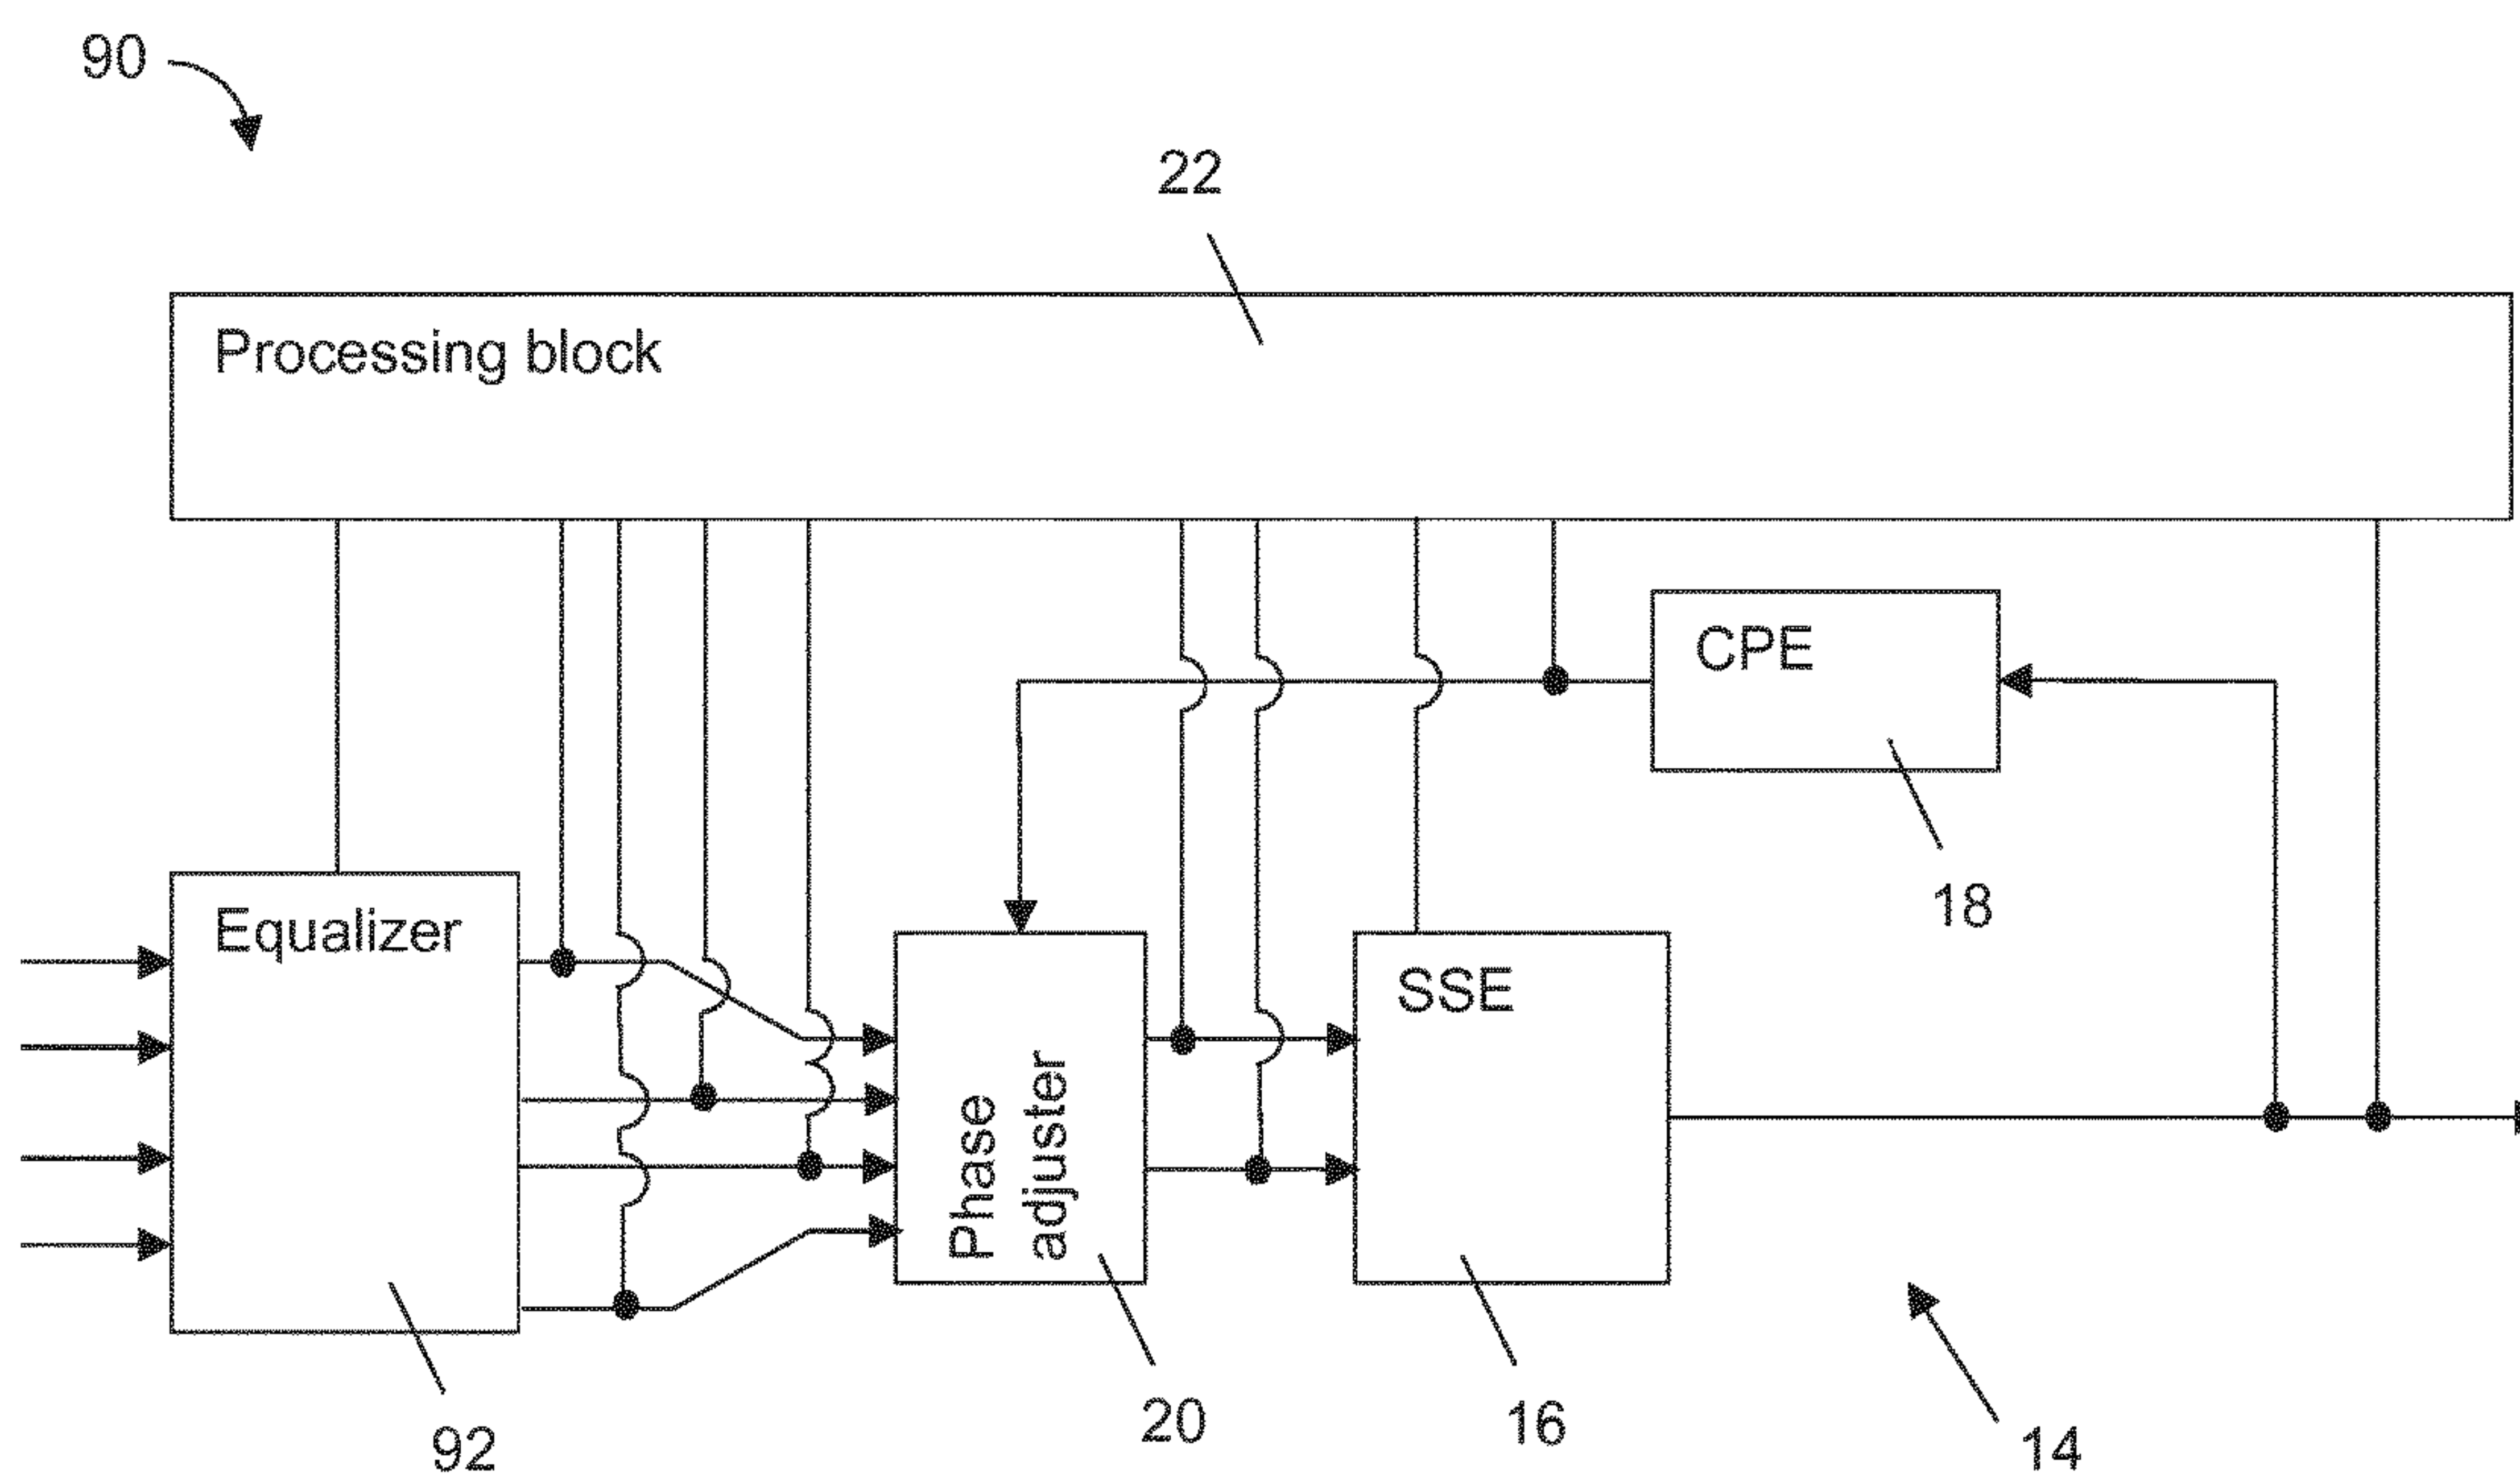 90
22
Processing block
CPE
18
Equalizer
SSE
Phase
adjuster
92
20
16
14